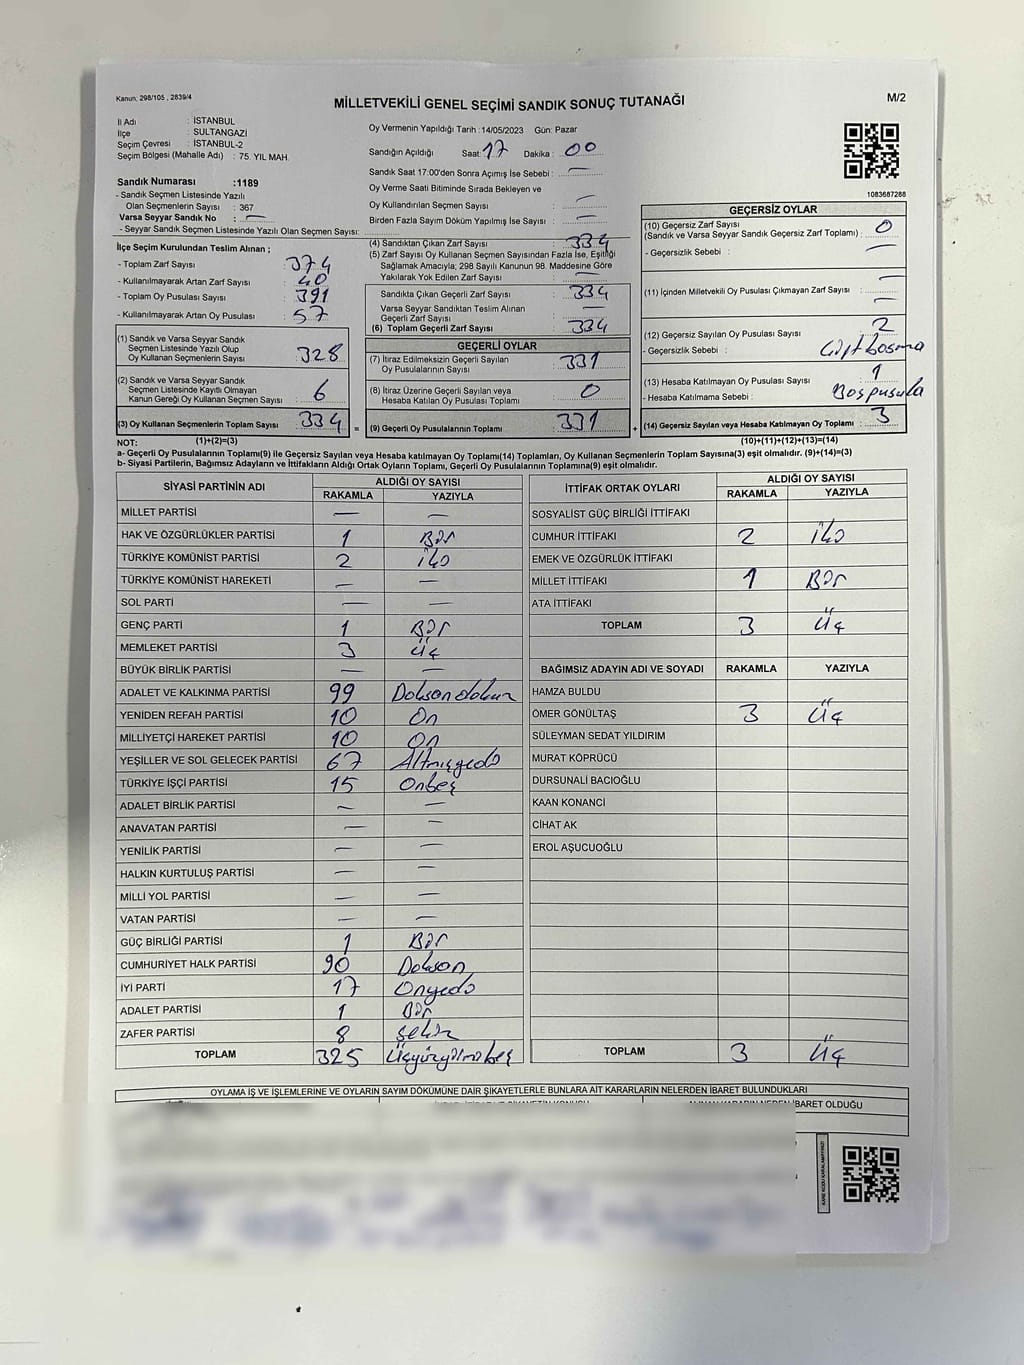 Kanun: 298/105 , 2839/4
MİLLETVEKİLİ GENEL SEÇİMİ SANDIK SONUÇ TUTANAĞI
M/2
İl Adı : İSTANBUL
İlçe : SULTANGAZİ
Seçim Çevresi : İSTANBUL-2
Seçim Bölgesi (Mahalle Adı) : 75. YIL MAH.
Sandık Numarası :1189
- Sandık Seçmen Listesinde Yazılı
Olan Seçmenlerin Sayısı : 367
Varsa Seyyar Sandık No : —
- Seyyar Sandık Seçmen Listesinde Yazılı Olan Seçmen Sayısı:
İlçe Seçim Kurulundan Teslim Alınan ;
- Toplam Zarf Sayısı : 374
- Kullanılmayarak Artan Zarf Sayısı : 40
- Toplam Oy Pusulası Sayısı : 391
- Kullanılmayarak Artan Oy Pusulası : 57
(1) Sandık ve Varsa Seyyar Sandık
Seçmen Listesinde Yazılı Olup
Oy Kullanan Seçmenlerin Sayısı : 328
(2) Sandık ve Varsa Seyyar Sandık
Seçmen Listesinde Kayıtlı Olmayan
Kanun Gereği Oy Kullanan Seçmen Sayısı : 6
(3) Oy Kullanan Seçmenlerin Toplam Sayısı : 334
Oy Vermenin Yapıldığı Tarih :14/05/2023 Gün: Pazar
Sandığın Açıldığı Saat: 17 Dakika : 00
Sandık Saat 17:00'den Sonra Açılmış İse Sebebi : —
Oy Verme Saati Bitiminde Sırada Bekleyen ve
Oy Kullandırılan Seçmen Sayısı : —
Birden Fazla Sayım Döküm Yapılmış İse Sayısı : —
(4) Sandıktan Çıkan Zarf Sayısı : 334
(5) Zarf Sayısı Oy Kullanan Seçmen Sayısından Fazla İse, Eşitliği
Sağlamak Amacıyla; 298 Sayılı Kanunun 98. Maddesine Göre
Yakılarak Yok Edilen Zarf Sayısı : —
Sandıkta Çıkan Geçerli Zarf Sayısı : 334
Varsa Seyyar Sandıktan Teslim Alınan
Geçerli Zarf Sayısı : —
(6) Toplam Geçerli Zarf Sayısı : 334
GEÇERLİ OYLAR
(7) İtiraz Edilmeksizin Geçerli Sayılan
Oy Pusulalarının Sayısı : 331
(8) İtiraz Üzerine Geçerli Sayılan veya
Hesaba Katılan Oy Pusulası Toplamı : 0
= (9) Geçerli Oy Pusulalarının Toplamı : 331 +
1083687288
GEÇERSİZ OYLAR
(10) Geçersiz Zarf Sayısı
(Sandık ve Varsa Seyyar Sandık Geçersiz Zarf Toplamı) : 0
- Geçersizlik Sebebi : —
(11) İçinden Milletvekili Oy Pusulası Çıkmayan Zarf Sayısı : —
(12) Geçersiz Sayılan Oy Pusulası Sayısı : 2
- Geçersizlik Sebebi : Çift basma
(13) Hesaba Katılmayan Oy Pusulası Sayısı : 1
- Hesaba Katılmama Sebebi : Boş pusula
(14) Geçersiz Sayılan veya Hesaba Katılmayan Oy Toplamı : 3
NOT: (1)+(2)=(3) (10)+(11)+(12)+(13)=(14)
a- Geçerli Oy Pusulalarının Toplam(9) ile Geçersiz Sayılan veya Hesaba katılmayan Oy Toplam(14) Toplamları, Oy Kullanan Seçmenlerin Toplam Sayısına(3) eşit olmalıdır. (9)+(14)=(3)
b- Siyasi Partilerin, Bağımsız Adayların ve İttifakların Aldığı Ortak Oyların Toplamı, Geçerli Oy Pusulalarının Toplamına(9) eşit olmalıdır.
SİYASİ PARTİNİN ADI ALDIĞI OY SAYISI
RAKAMLA YAZIYLA
MİLLET PARTİSİ — —
HAK VE ÖZGÜRLÜKLER PARTİSİ 1 Bir
TÜRKİYE KOMÜNİST PARTİSİ 2 iki
TÜRKİYE KOMÜNİST HAREKETİ — —
SOL PARTİ — —
GENÇ PARTİ 1 Bir
MEMLEKET PARTİSİ 3 Üç
BÜYÜK BİRLİK PARTİSİ — —
ADALET VE KALKINMA PARTİSİ 99 Doksan dokuz
YENİDEN REFAH PARTİSİ 10 On
MİLLİYETÇİ HAREKET PARTİSİ 10 On
YEŞİLLER VE SOL GELECEK PARTİSİ 67 Altmışyedi
TÜRKİYE İŞÇİ PARTİSİ 15 Onbeş
ADALET BİRLİK PARTİSİ — —
ANAVATAN PARTİSİ — —
YENİLİK PARTİSİ — —
HALKIN KURTULUŞ PARTİSİ — —
MİLLİ YOL PARTİSİ — —
VATAN PARTİSİ — —
GÜÇ BİRLİĞİ PARTİSİ 1 Bir
CUMHURİYET HALK PARTİSİ 90 Doksan
İYİ PARTİ 17 Onyedi
ADALET PARTİSİ 1 Bir
ZAFER PARTİSİ 8 Sekiz
TOPLAM 325 Üçyüzyirmibeş
İTTİFAK ORTAK OYLARI ALDIĞI OY SAYISI
RAKAMLA YAZIYLA
SOSYALİST GÜÇ BİRLİĞİ İTTİFAKI
CUMHUR İTTİFAKI 2 iki
EMEK VE ÖZGÜRLÜK İTTİFAKI
MİLLET İTTİFAKI 1 Bir
ATA İTTİFAKI
TOPLAM 3 Üç
BAĞIMSIZ ADAYIN ADI VE SOYADI RAKAMLA YAZIYLA
HAMZA BULDU
ÖMER GÖNÜLTAŞ 3 Üç
SÜLEYMAN SEDAT YILDIRIM
MURAT KÖPRÜCÜ
DURSUNALİ BACIOĞLU
KAAN KONANCİ
CİHAT AK
EROL AŞUCUOĞLU
TOPLAM 3 Üç
OYLAMA İŞ VE İŞLEMLERİNE VE OYLARIN SAYIM DÖKÜMÜNE DAİR ŞİKAYETLERLE BUNLARA AİT KARARLARIN NELERDEN İBARET BULUNDUKLARI
İBARET OLDUĞU